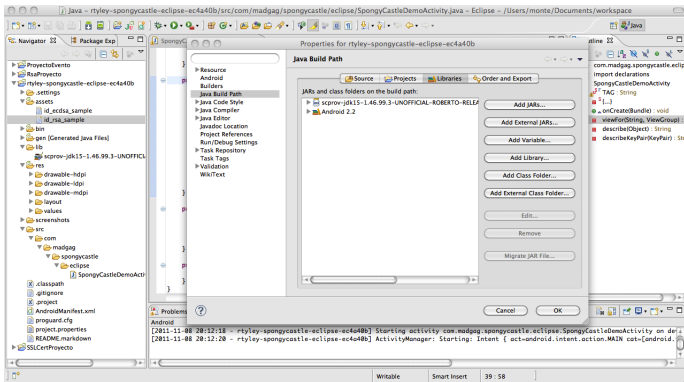 Java - rtyley-spongycastle-eclipse-ec4a40b/src/com/madgag/spongycastle/eclipse/SpongyCastleDemoActivity.java - Eclipse - /Users/monte/Documents/workspace
Java
Navigator
Package Exp
SpongyC
utline
Properties for rtyley-spongycastle-eclipse-ec4a40b
ProyectoEvento
RsaProyecto
rtyley-spongycastle-eclipse-ec4a40b
.settings
assets
id_ecdsa_sample
id_rsa_sample
bin
gen [Generated Java Files]
lib
scprov-jdk15-1.46.99.3-UNOFFICIA
res
drawable-hdpi
drawable-ldpi
drawable-mdpi
layout
values
screenshots
src
com
madgag
spongycastle
eclipse
SpongyCastleDemoActi
.classpath
.gitignore
.project
AndroidManifest.xml
proguard.cfg
project.properties
README.markdown
SSLCertProyecto
Resource
Android
Builders
Java Build Path
Java Code Style
Java Compiler
Java Editor
Javadoc Location
Project References
Run/Debug Settings
Task Repository
Task Tags
Validation
WikiText
Java Build Path
Source
Projects
Libraries
Order and Export
JARs and class folders on the build path:
scprov-jdk15-1.46.99.3-UNOFFICIAL-ROBERTO-RELEA
Android 2.2
Add JARs...
Add External JARs...
Add Variable...
Add Library...
Add Class Folder...
Add External Class Folder...
Edit...
Remove
Migrate JAR File...
Cancel
OK
com.madgag.spongycastle.eclip
import declarations
SpongyCastleDemoActivity
TAG : String
{...}
onCreate(Bundle) : void
viewFor(String, ViewGroup) :
describe(Object) : String
describeKeyPair(KeyPair) : St
Problems
Android
[2011-11-08 20:12:18 - rtyley-spongycastle-eclipse-ec4a40b] Starting activity com.madgag.spongycastle.eclipse.SpongyCastleDemoActivity on dev
[2011-11-08 20:12:20 - rtyley-spongycastle-eclipse-ec4a40b] ActivityManager: Starting: Intent { act=android.intent.action.MAIN cat=[android.
Writable
Smart Insert
39 : 58